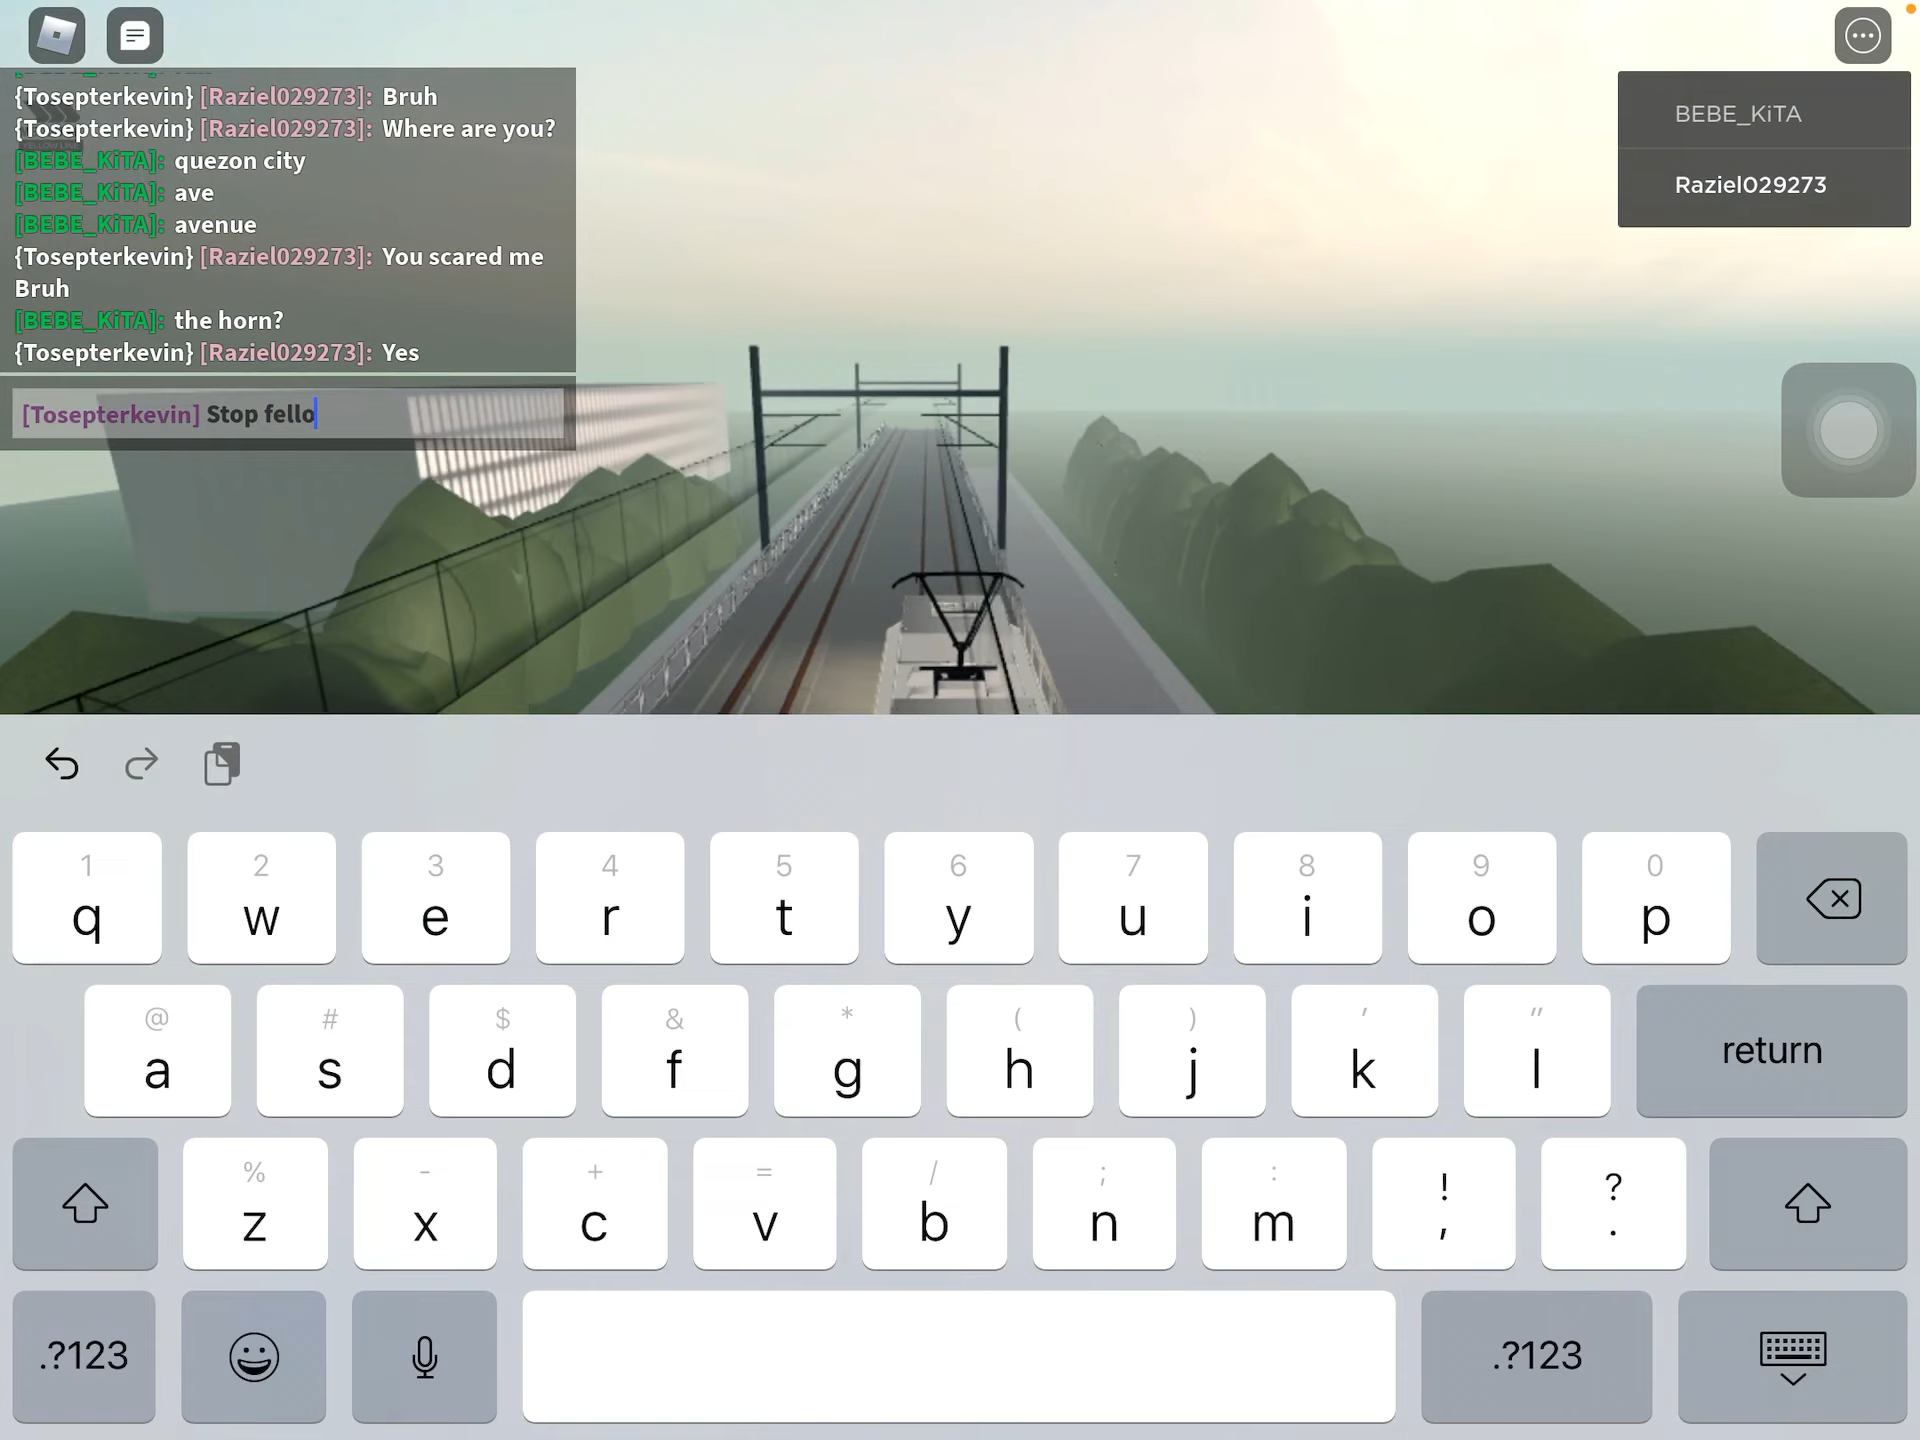 {Tosepterkevin} [Raziel029273]: Bruh
{Tosepterkevin} [Raziel029273]: Where are you?
[BEBE_KiTA]: quezon city
[BEBE_KiTA]: ave
[BEBE_KiTA]: avenue
{Tosepterkevin} [Raziel029273]: You scared me
Bruh
[BEBE_KiTA]: the horn?
{Tosepterkevin} [Raziel029273]: Yes
[Tosepterkevin] Stop fello
BEBE_KiTA
Raziel029273
1 2 3 4 5 6 7 8 9 0
q w e r t y u i o p
@ # $ & * ( ) ' "
a s d f g h j k l return
% - + = / ; : ! ?
z x c v b n m , .
.?123 .?123